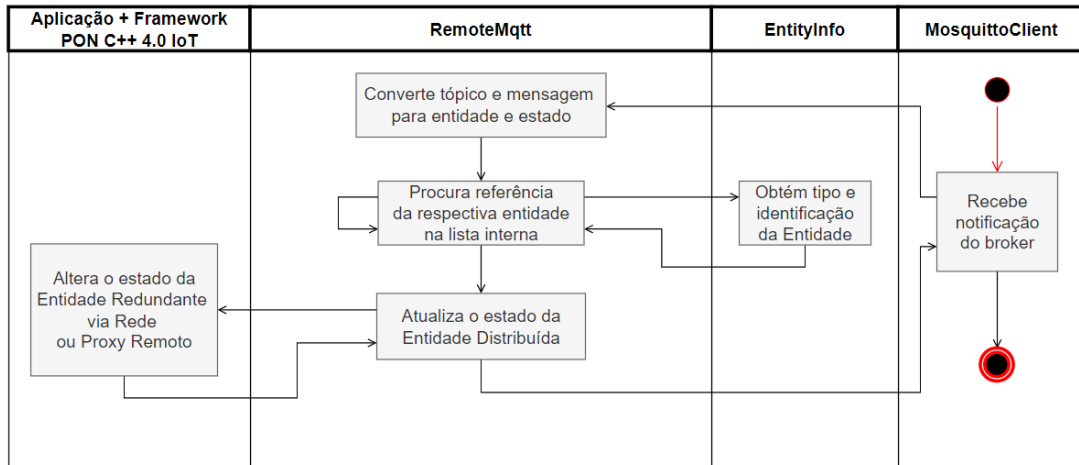 Aplicação + Framework
PON C++ 4.0 IoT
RemoteMqtt
EntityInfo
MosquittoClient
Converte tópico e mensagem
para entidade e estado
Procura referência
da respectiva entidade
na lista interna
Obtém tipo e
identificação
da Entidade
Recebe
notificação
do broker
Altera o estado da
Entidade Redundante
via Rede
ou Proxy Remoto
Atualiza o estado da
Entidade Distribuída